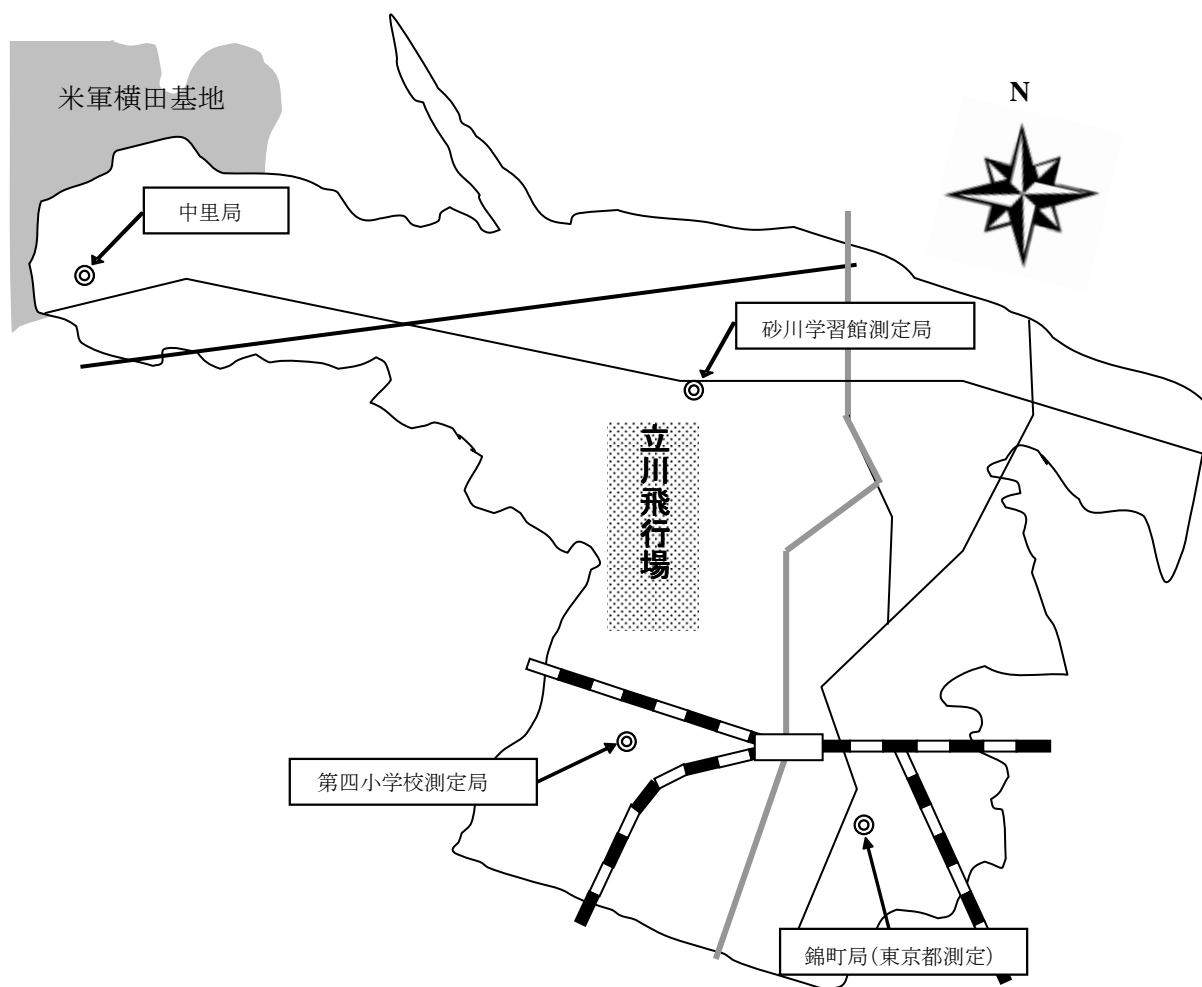 米軍横田基地
N
中里局
砂川学習館測定局
立川飛行場
第四小学校測定局
錦町局(東京都測定)